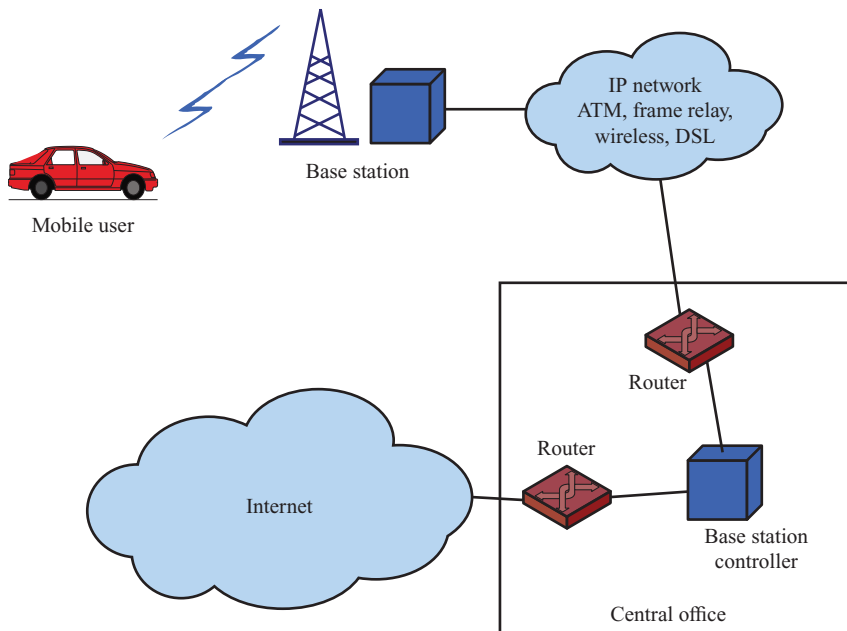 IP network
ATM, frame relay,
wireless, DSL
Base station
Mobile user
Router
Router
Internet
Base station
controller
Central office